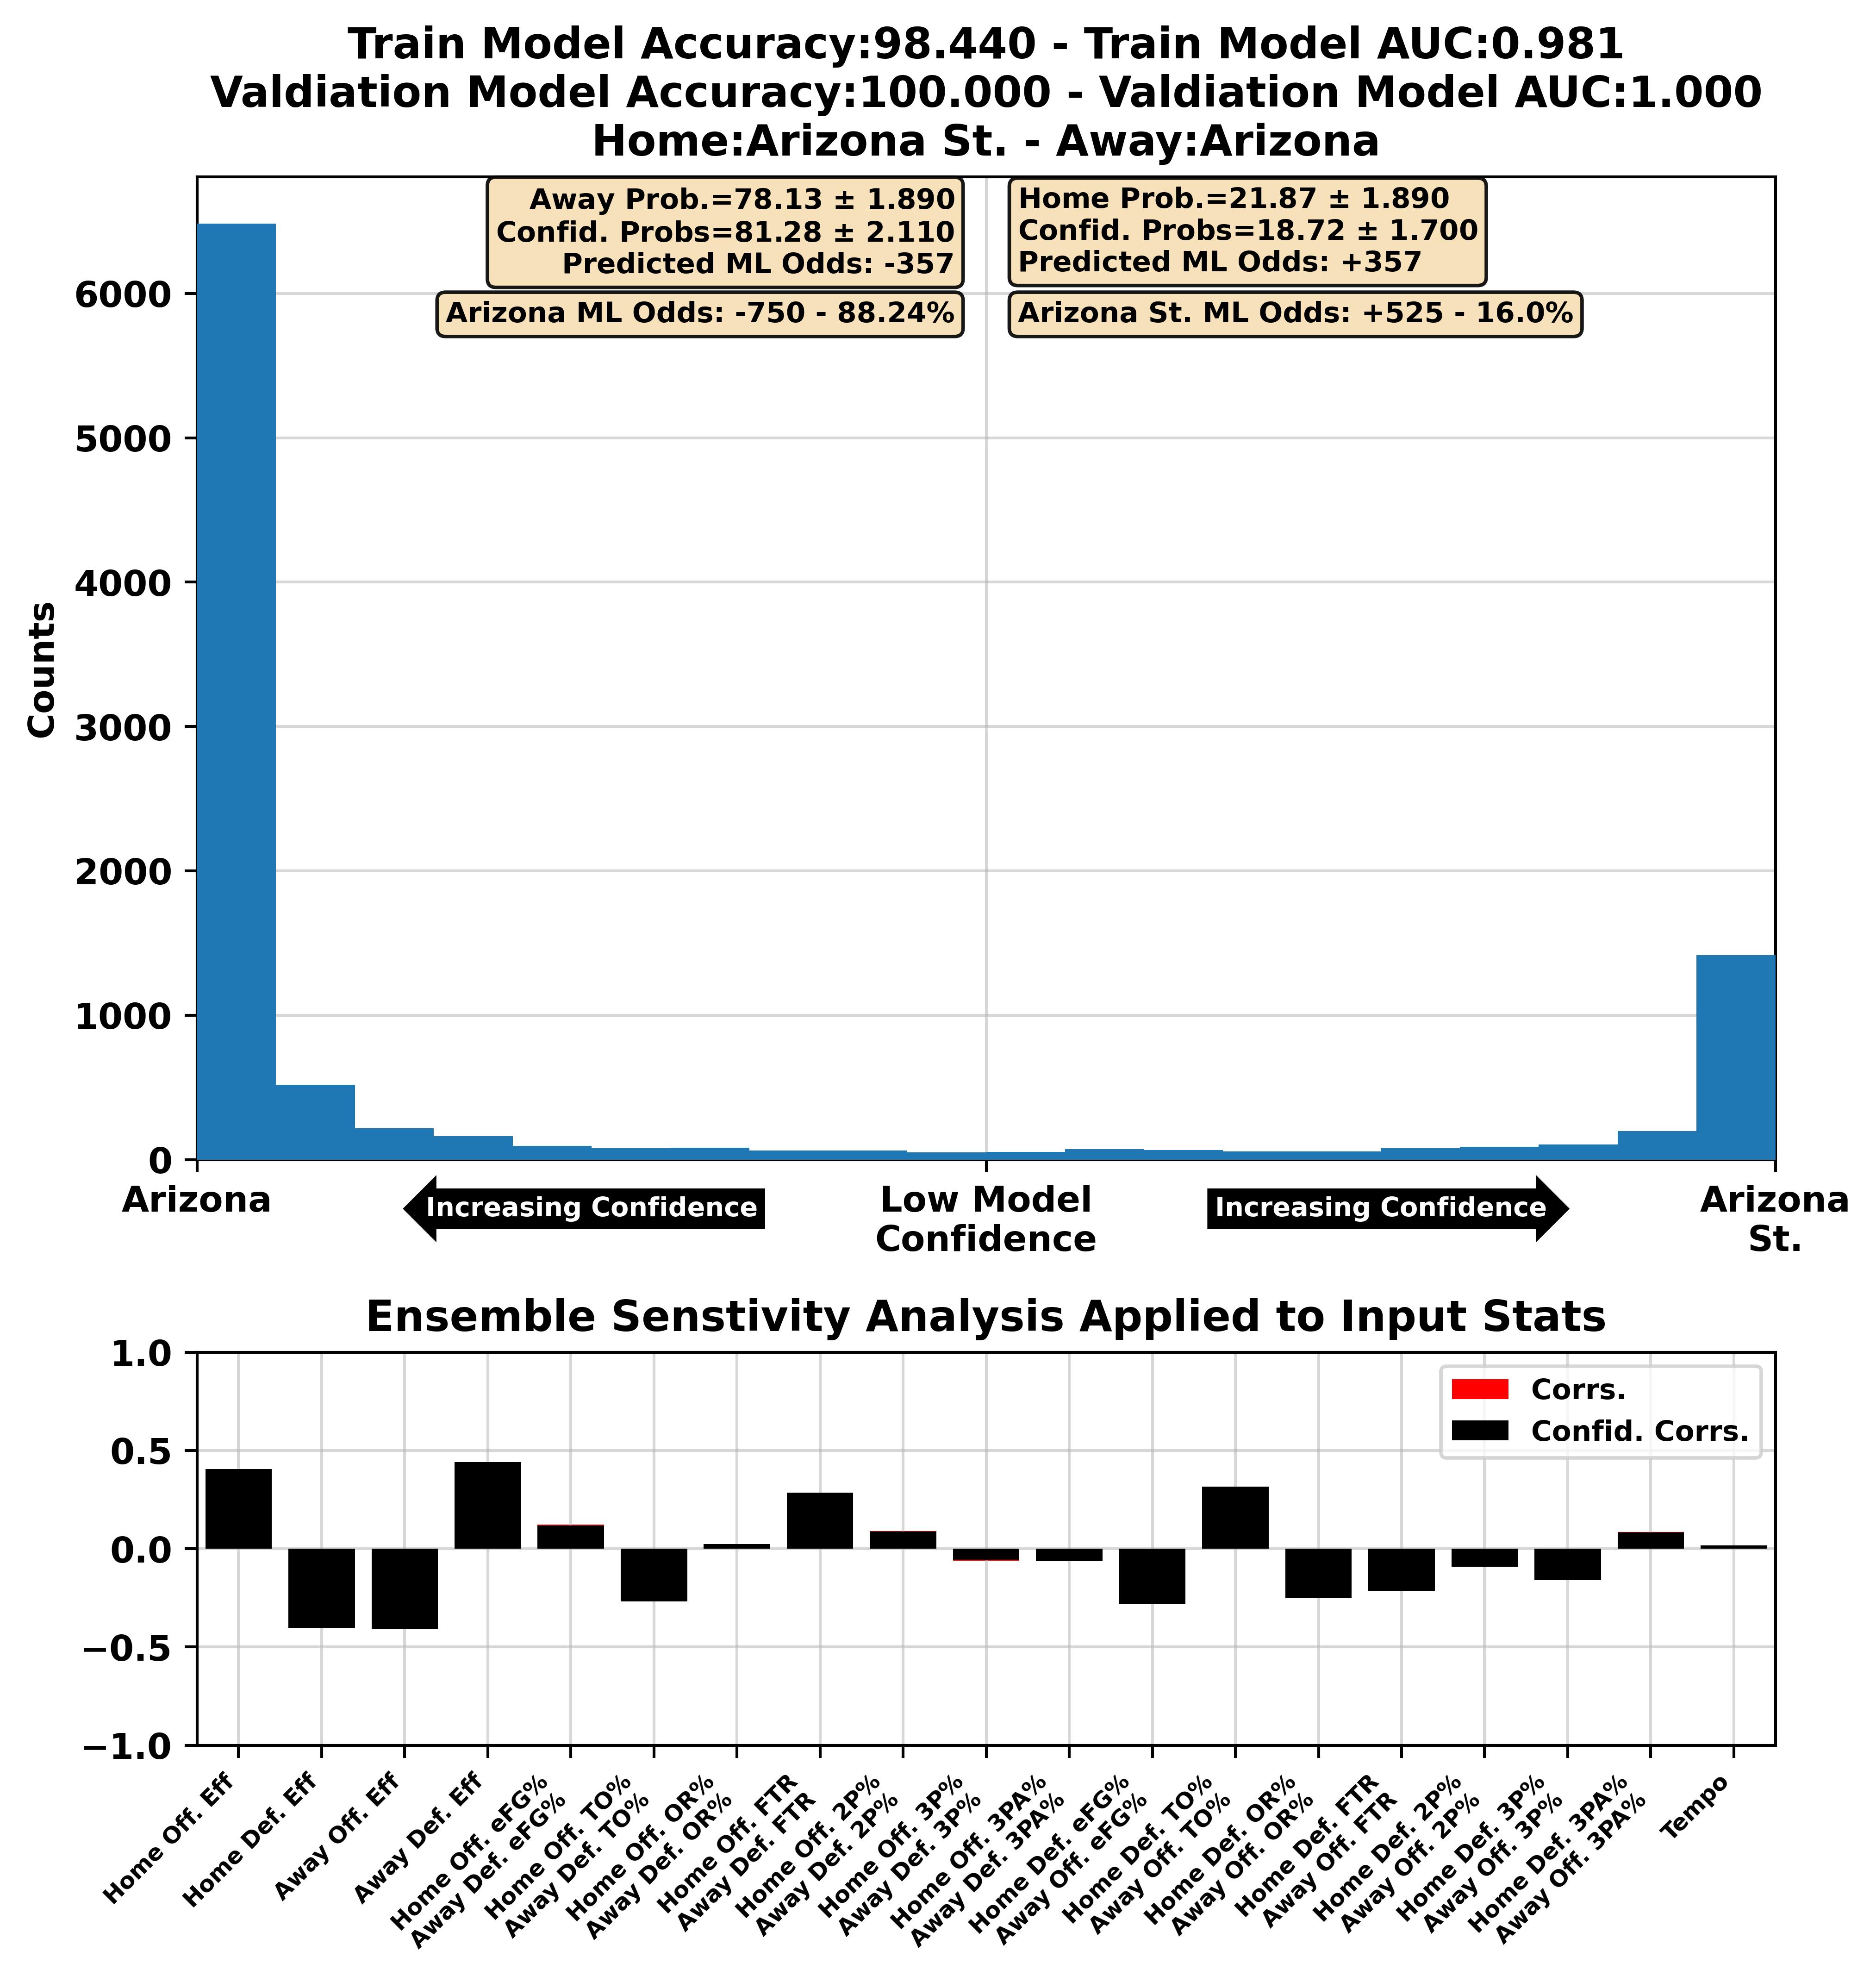 Train Model Accuracy:98.440 - Train Model AUC:0.981
Valdiation Model Accuracy:100.000 - Valdiation Model AUC:1.000
Home:Arizona St. - Away:Arizona
Away Prob.=78.13 ± 1.890
Confid. Probs=81.28 ± 2.110
Predicted ML Odds: -357
Home Prob.=21.87 ± 1.890
Confid. Probs=18.72 ± 1.700
Predicted ML Odds: +357
Arizona ML Odds: -750 - 88.24%
Arizona St. ML Odds: +525 - 16.0%
Counts
6000
5000
4000
3000
2000
1000
0
Arizona
Increasing Confidence
Low Model
Confidence
Increasing Confidence
Arizona
St.
Ensemble Senstivity Analysis Applied to Input Stats
1.0
0.5
0.0
−0.5
−1.0
Corrs.
Confid. Corrs.
Home Off. Eff
Home Def. Eff
Away Off. Eff
Away Def. Eff
Home Off. eFG%
Away Def. eFG%
Home Off. TO%
Away Def. TO%
Home Off. OR%
Away Def. OR%
Home Off. FTR
Away Def. FTR
Home Off. 2P%
Away Def. 2P%
Home Off. 3P%
Away Def. 3P%
Home Off. 3PA%
Away Def. 3PA%
Home Def. eFG%
Away Off. eFG%
Home Def. TO%
Away Off. TO%
Home Def. OR%
Away Off. OR%
Home Def. FTR
Away Off. FTR
Home Def. 2P%
Away Off. 2P%
Home Def. 3P%
Away Off. 3P%
Home Def. 3PA%
Away Off. 3PA%
Tempo